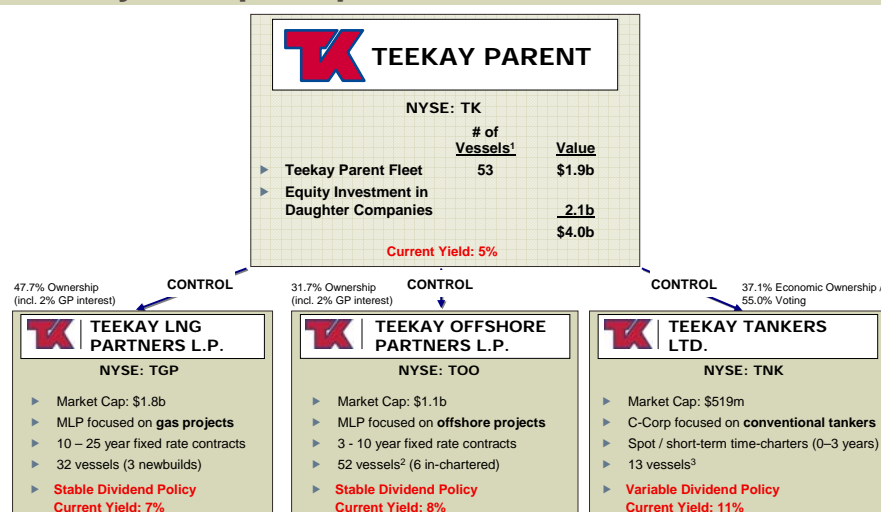 TK TEEKAY PARENT
NYSE: TK
# of
Vessels¹ Value
Teekay Parent Fleet 53 $1.9b
Equity Investment in
Daughter Companies 2.1b
$4.0b
Current Yield: 5%
47.7% Ownership
(incl. 2% GP interest)
CONTROL
31.7% Ownership
(incl. 2% GP interest)
CONTROL
CONTROL
37.1% Economic Ownership /
55.0% Voting
TK TEEKAY LNG
PARTNERS L.P.
NYSE: TGP
Market Cap: $1.8b
MLP focused on gas projects
10 – 25 year fixed rate contracts
32 vessels (3 newbuilds)
Stable Dividend Policy
Current Yield: 7%
TK TEEKAY OFFSHORE
PARTNERS L.P.
NYSE: TOO
Market Cap: $1.1b
MLP focused on offshore projects
3 - 10 year fixed rate contracts
52 vessels² (6 in-chartered)
Stable Dividend Policy
Current Yield: 8%
TK TEEKAY TANKERS
LTD.
NYSE: TNK
Market Cap: $519m
C-Corp focused on conventional tankers
Spot / short-term time-charters (0–3 years)
13 vessels³
Variable Dividend Policy
Current Yield: 11%